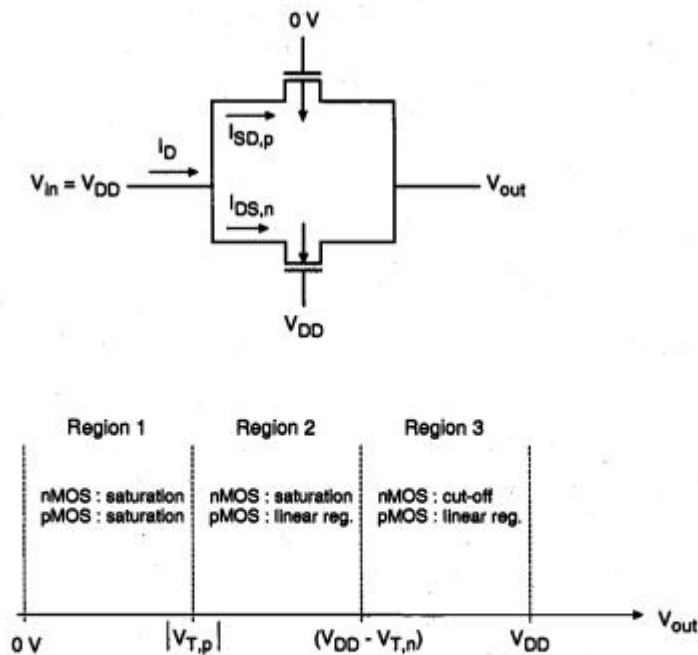 0 V
I_SD,p
i_D
V_in = V_DD
V_out
I_DS,n
V_DD
Region 1
Region 2
Region 3
nMOS : saturation
pMOS : saturation
nMOS : saturation
pMOS : linear reg.
nMOS : cut-off
pMOS : linear reg.
0 V
|V_T,p|
(V_DD - V_T,n)
V_DD
V_out